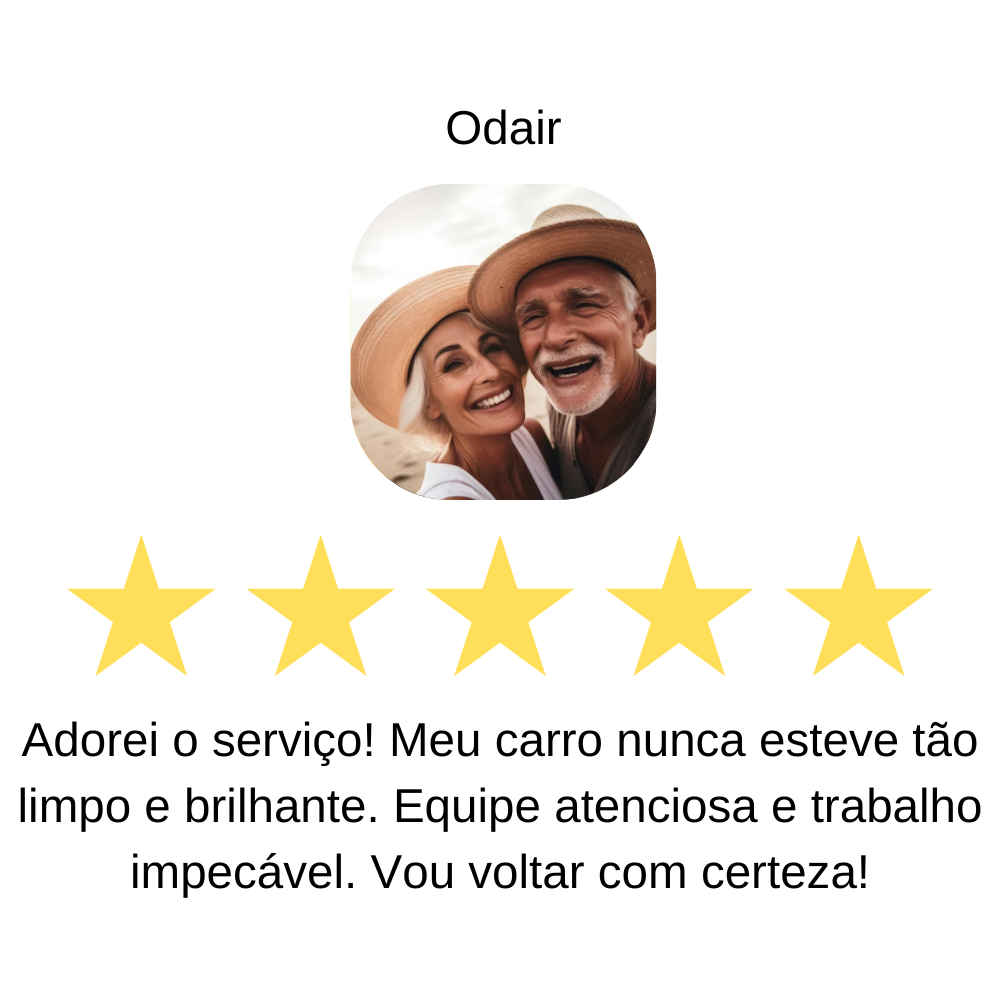 Odair
Adorei o serviço! Meu carro nunca esteve tão
limpo e brilhante. Equipe atenciosa e trabalho
impecável. Vou voltar com certeza!